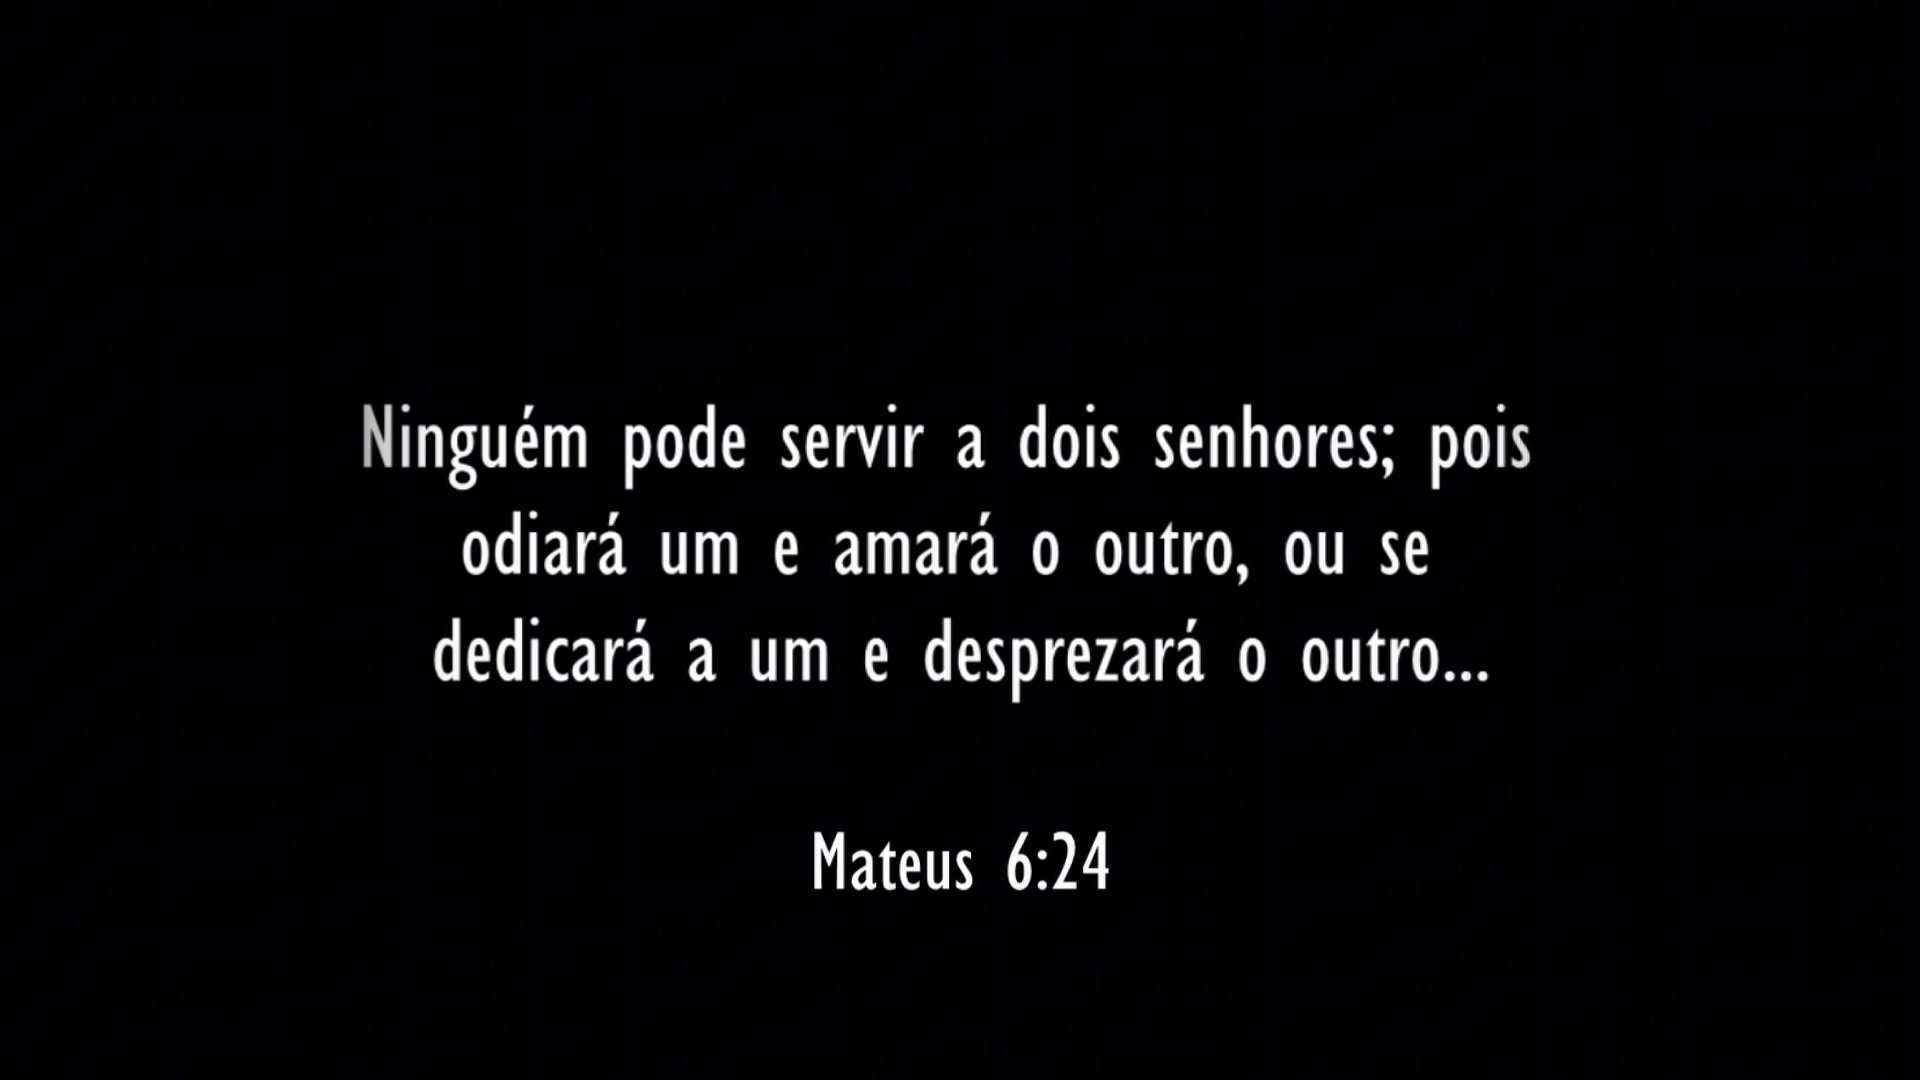 Ninguém pode servir a dois senhores; pois
odiará um e amará o outro, ou se
dedicará a um e desprezará o outro...
Mateus 6:24